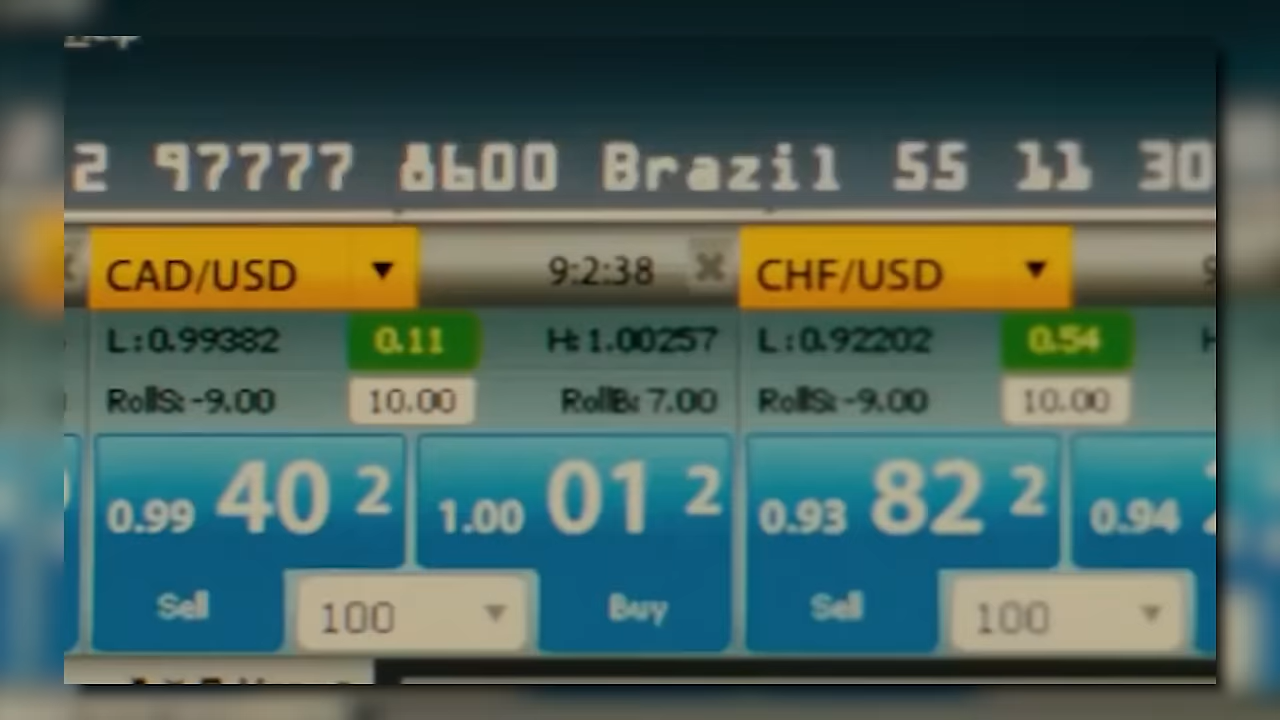 2 97777 8600 Brazil 55 11 30
CAD/USD 9:2:38 CHF/USD
L:0.99382 0.11 H:1.00257 L:0.92202 0.54 H
RollS:-9.00 10.00 RollB:7.00 RollS:-9.00 10.00
0.99 40 2 1.00 01 2 0.93 82 2 0.94
Sell 100 Buy Sell 100